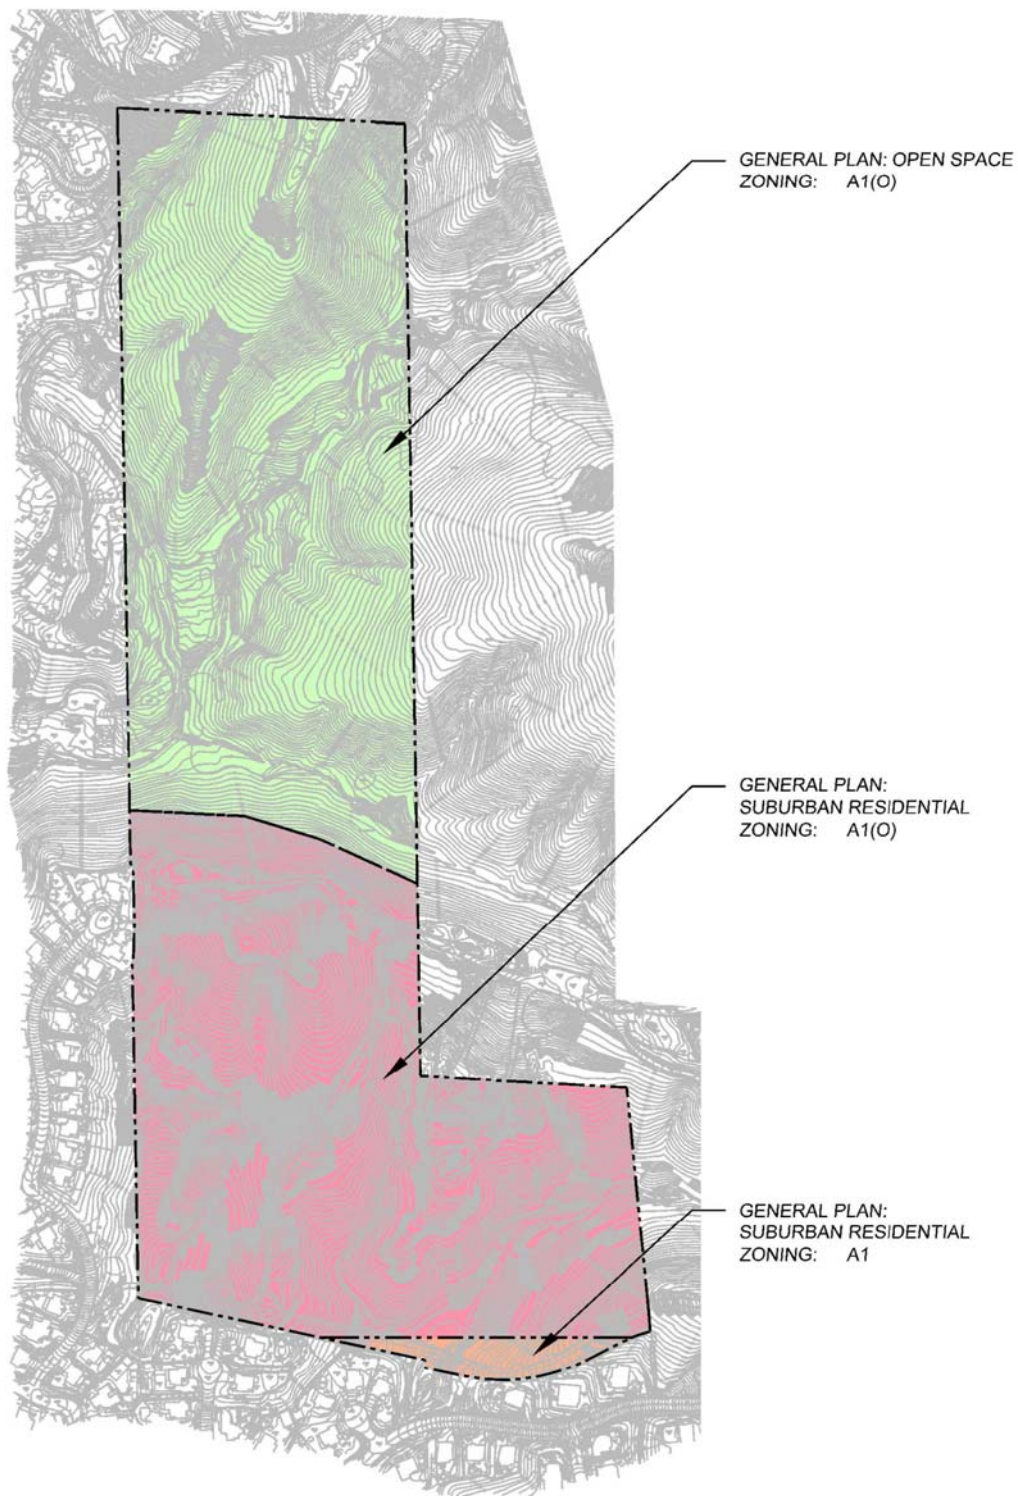 GENERAL PLAN: OPEN SPACE
ZONING: A1(O)
GENERAL PLAN:
SUBURBAN RESIDENTIAL
ZONING: A1(O)
GENERAL PLAN:
SUBURBAN RESIDENTIAL
ZONING: A1